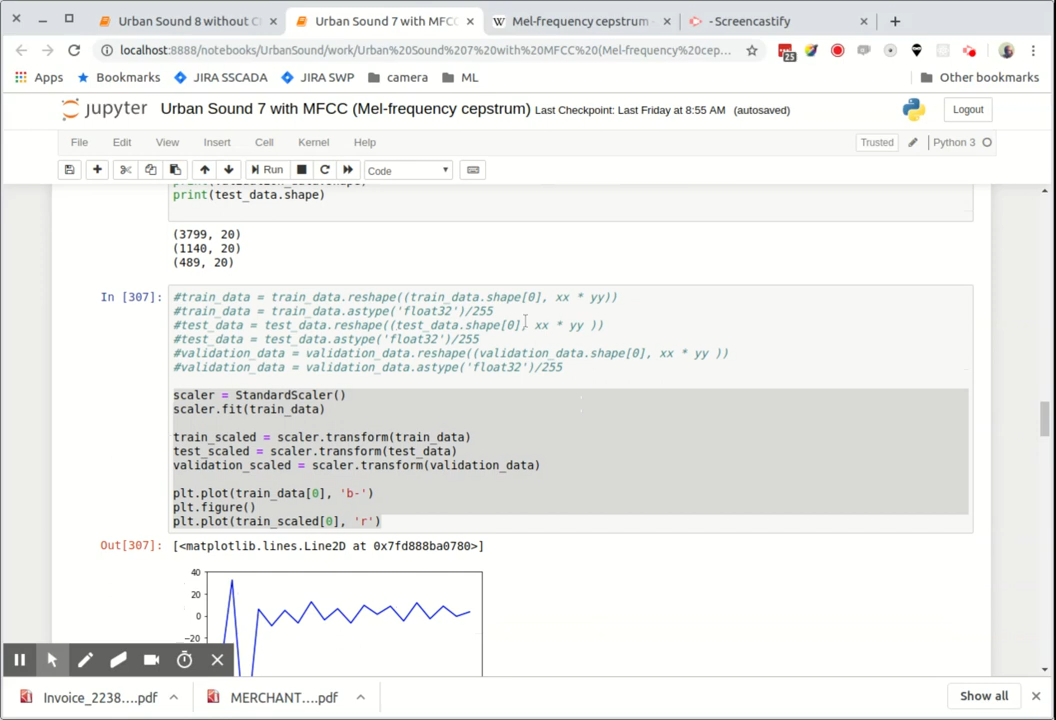 Urban Sound 8 without C
Urban Sound 7 with MFCC
Mel-frequency cepstrum -
- Screencastify
localhost:8888/notebooks/UrbanSound/work/Urban%20Sound%207%20with%20MFCC%20(Mel-frequency%20cep...
25
Apps Bookmarks JIRA SSCADA JIRA SWP camera ML Other bookmarks
jupyter Urban Sound 7 with MFCC (Mel-frequency cepstrum) Last Checkpoint: Last Friday at 8:55 AM (autosaved) Logout
File Edit View Insert Cell Kernel Help Trusted Python 3
Run Code
print(test_data.shape)
(3799, 20)
(1140, 20)
(489, 20)
In [307]: #train_data = train_data.reshape((train_data.shape[0], xx * yy))
#train_data = train_data.astype('float32')/255
#test_data = test_data.reshape((test_data.shape[0], xx * yy ))
#test_data = test_data.astype('float32')/255
#validation_data = validation_data.reshape((validation_data.shape[0], xx * yy ))
#validation_data = validation_data.astype('float32')/255
scaler = StandardScaler()
scaler.fit(train_data)
train_scaled = scaler.transform(train_data)
test_scaled = scaler.transform(test_data)
validation_scaled = scaler.transform(validation_data)
plt.plot(train_data[0], 'b-')
plt.figure()
plt.plot(train_scaled[0], 'r')
Out[307]: [<matplotlib.lines.Line2D at 0x7fd888ba0780>]
40
20
0
-20
Invoice_2238....pdf MERCHANT....pdf Show all